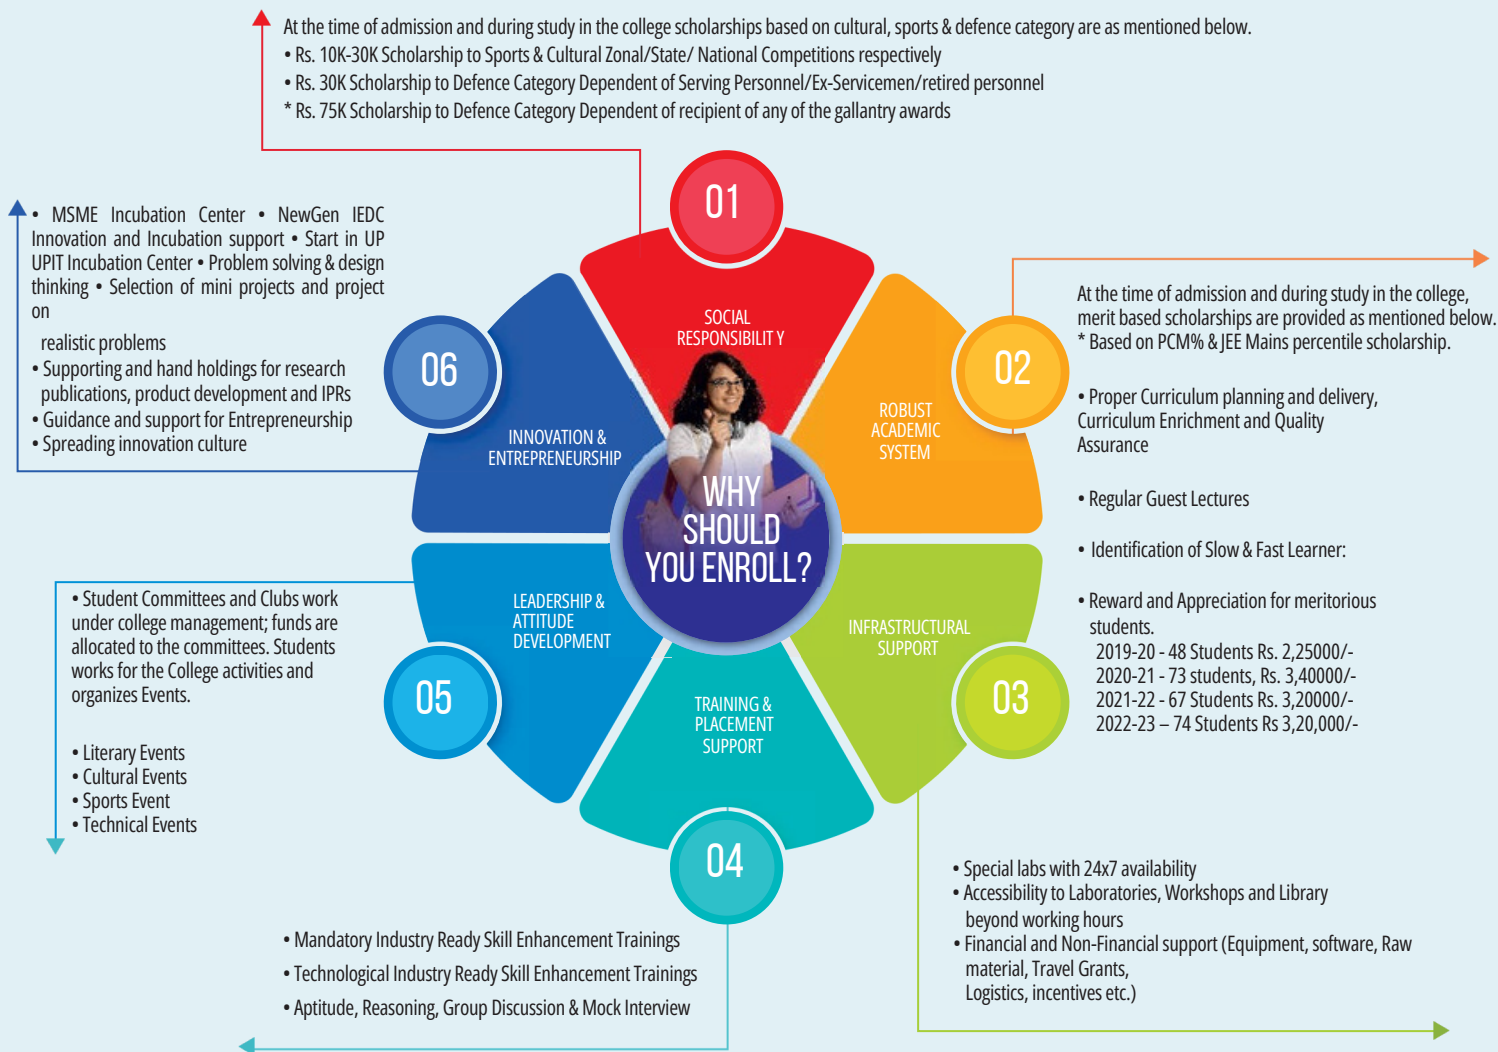 At the time of admission and during study in the college scholarships based on cultural, sports & defence category are as mentioned below.
• Rs. 10K-30K Scholarship to Sports & Cultural Zonal/State/ National Competitions respectively
• Rs. 30K Scholarship to Defence Category Dependent of Serving Personnel/Ex-Servicemen/retired personnel
* Rs. 75K Scholarship to Defence Category Dependent of recipient of any of the gallantry awards
01
SOCIAL
RESPONSIBILIT Y
• MSME Incubation Center • NewGen IEDC
Innovation and Incubation support • Start in UP
UPIT Incubation Center • Problem solving & design
thinking • Selection of mini projects and project
on
realistic problems
• Supporting and hand holdings for research
publications, product development and IPRs
• Guidance and support for Entrepreneurship
• Spreading innovation culture
06
INNOVATION &
ENTREPRENEURSHIP
02
ROBUST
ACADEMIC
SYSTEM
At the time of admission and during study in the college,
merit based scholarships are provided as mentioned below.
* Based on PCM% & JEE Mains percentile scholarship.
• Proper Curriculum planning and delivery,
Curriculum Enrichment and Quality
Assurance
• Regular Guest Lectures
• Identification of Slow & Fast Learner:
• Reward and Appreciation for meritorious
students.
2019-20 - 48 Students Rs. 2,25000/-
2020-21 - 73 students, Rs. 3,40000/-
2021-22 - 67 Students Rs. 3,20000/-
2022-23 – 74 Students Rs 3,20,000/-
WHY
SHOULD
YOU ENROLL?
LEADERSHIP &
ATTITUDE
DEVELOPMENT
05
• Student Committees and Clubs work
under college management; funds are
allocated to the committees. Students
works for the College activities and
organizes Events.
• Literary Events
• Cultural Events
• Sports Event
• Technical Events
INFRASTRUCTURAL
SUPPORT
03
• Special labs with 24x7 availability
• Accessibility to Laboratories, Workshops and Library
beyond working hours
• Financial and Non-Financial support (Equipment, software, Raw
material, Travel Grants,
Logistics, incentives etc.)
TRAINING &
PLACEMENT
SUPPORT
04
• Mandatory Industry Ready Skill Enhancement Trainings
• Technological Industry Ready Skill Enhancement Trainings
• Aptitude, Reasoning, Group Discussion & Mock Interview